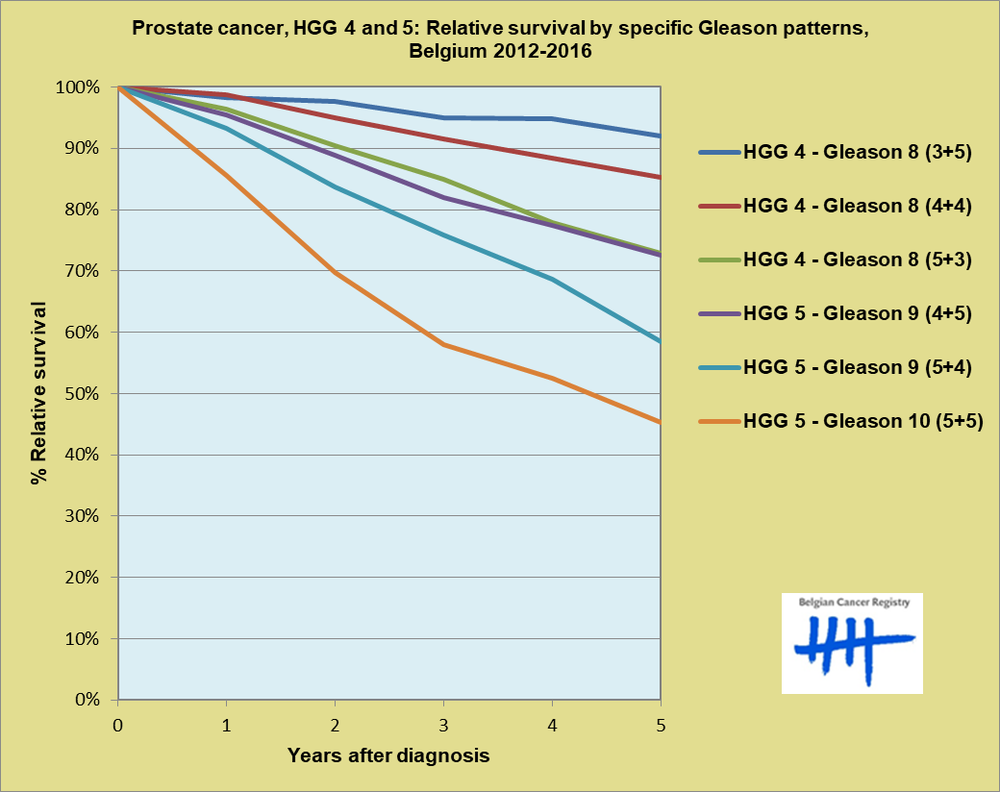 Prostate cancer, HGG 4 and 5: Relative survival by specific Gleason patterns,
Belgium 2012-2016
100%
90%
80%
70%
60%
50%
40%
30%
20%
10%
0%
% Relative survival
0 1 2 3 4 5
Years after diagnosis
HGG 4 - Gleason 8 (3+5)
HGG 4 - Gleason 8 (4+4)
HGG 4 - Gleason 8 (5+3)
HGG 5 - Gleason 9 (4+5)
HGG 5 - Gleason 9 (5+4)
HGG 5 - Gleason 10 (5+5)
Belgian Cancer Registry